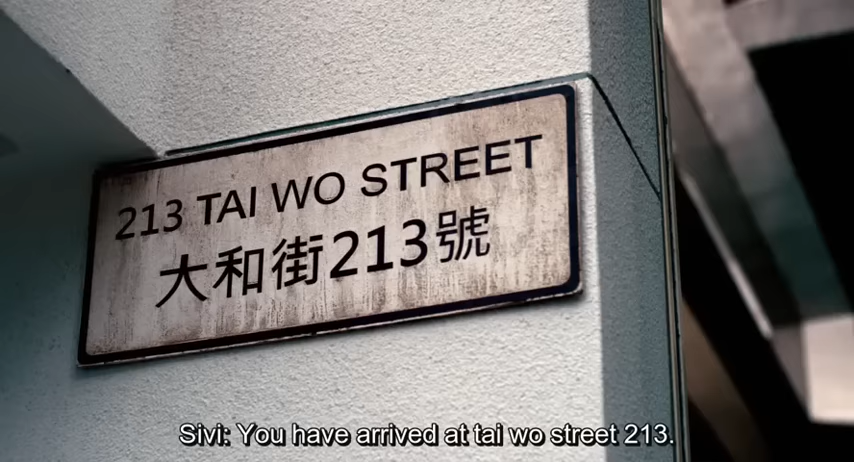 213 TAI WO STREET
大和街213號
Sivi: You have arrived at tai wo street 213.